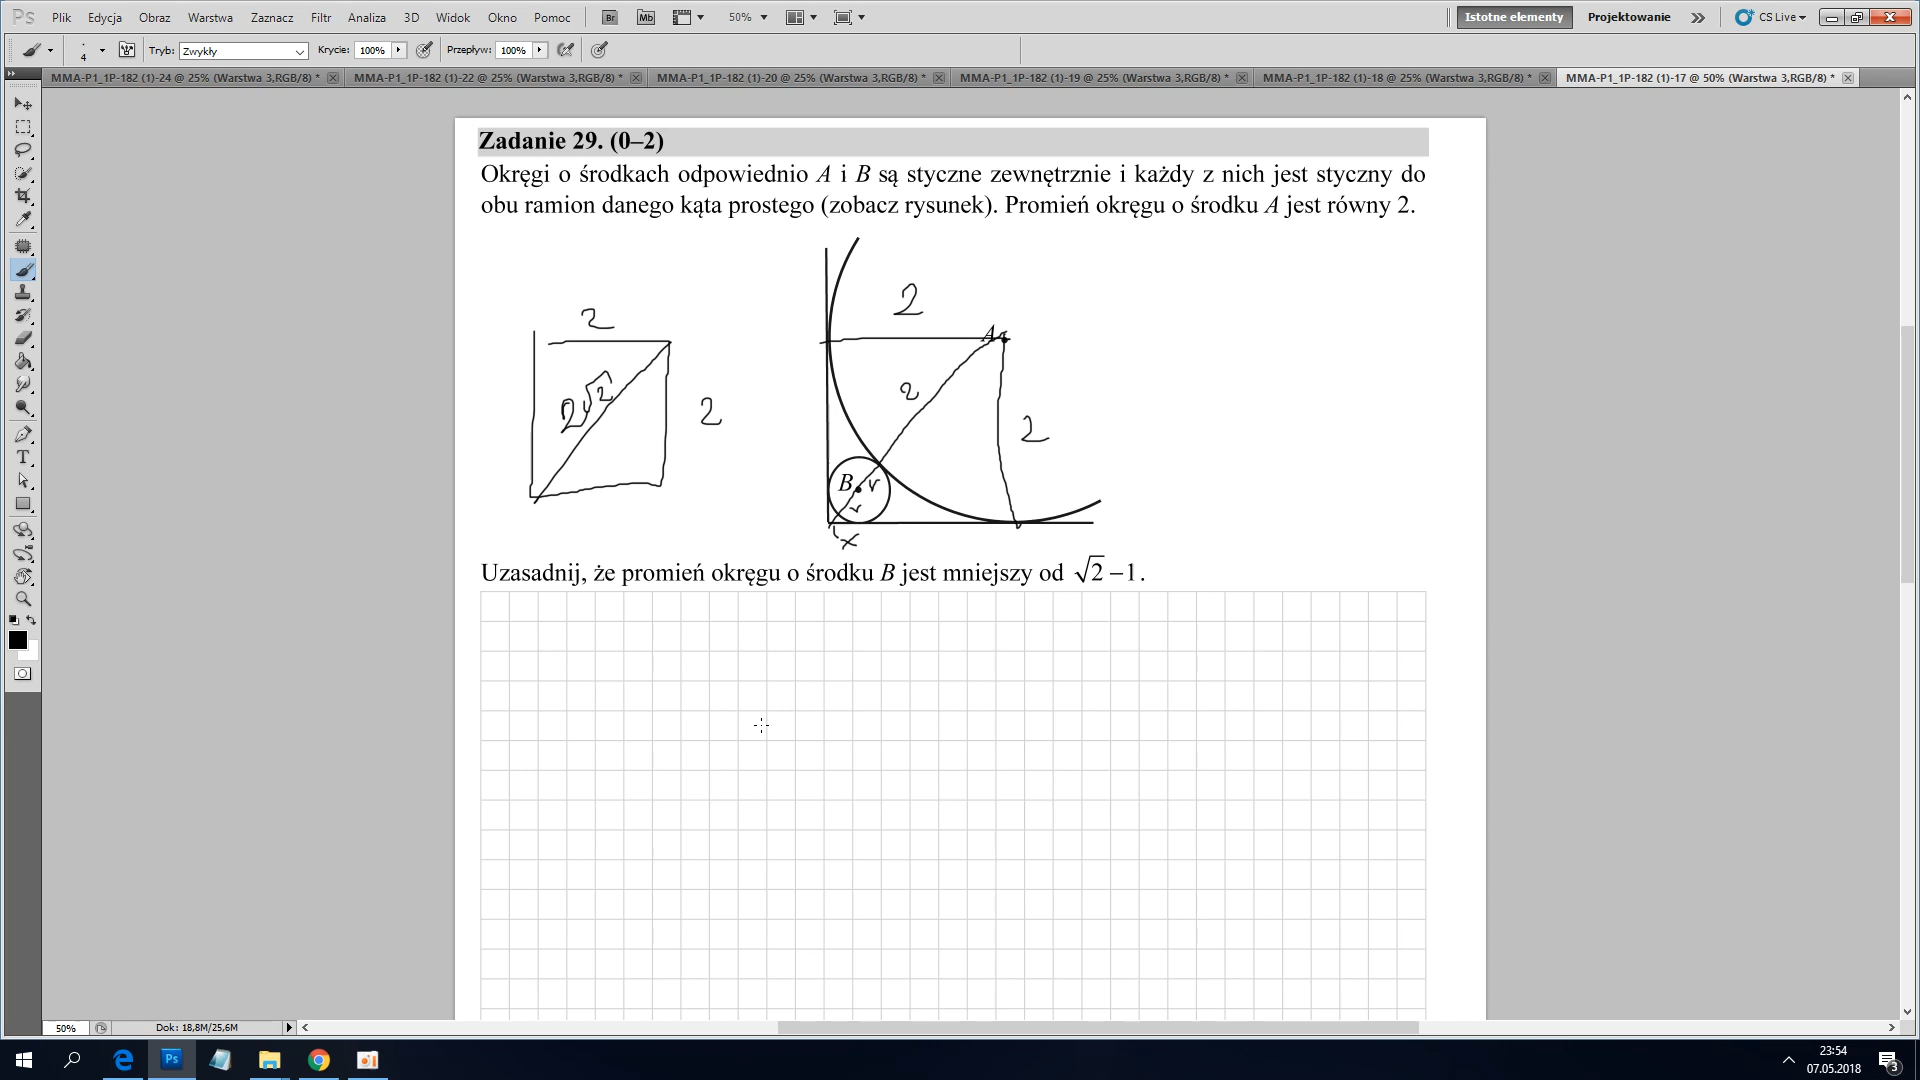 Ps Plik Edycja Obraz Warstwa Zaznacz Filtr Analiza 3D Widok Okno Pomoc Br Mb 50% Istotne elementy Projektowanie CS Live
4 Tryb: Zwykły Krycie: 100% Przepływ: 100%
MMA-P1_1P-182 (1)-24 @ 25% (Warstwa 3,RGB/8) * MMA-P1_1P-182 (1)-22 @ 25% (Warstwa 3,RGB/8) * MMA-P1_1P-182 (1)-20 @ 25% (Warstwa 3,RGB/8) * MMA-P1_1P-182 (1)-19 @ 25% (Warstwa 3,RGB/8) * MMA-P1_1P-182 (1)-18 @ 25% (Warstwa 3,RGB/8) * MMA-P1_1P-182 (1)-17 @ 50% (Warstwa 3,RGB/8) *
Zadanie 29. (0–2)
Okręgi o środkach odpowiednio A i B są styczne zewnętrznie i każdy z nich jest styczny do
obu ramion danego kąta prostego (zobacz rysunek). Promień okręgu o środku A jest równy 2.
2
2√2
2
2
A
2
2
B r
r
x
Uzasadnij, że promień okręgu o środku B jest mniejszy od √2 −1.
50% Dok: 18,8M/25,6M
Ps
23:54
07.05.2018
3